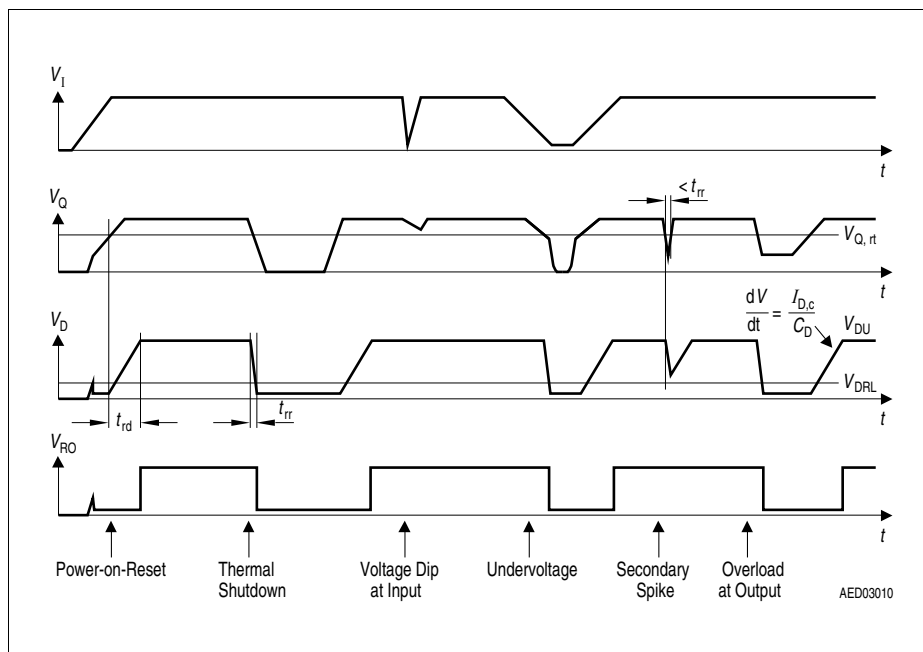 V_I
t
V_Q
< t_rr
V_Q, rt
t
V_D
dV/dt = I_D,c/C_D
V_DU
V_DRL
t_rd
t_rr
t
V_RO
t
Power-on-Reset
Thermal
Shutdown
Voltage Dip
at Input
Undervoltage
Secondary
Spike
Overload
at Output
AED03010